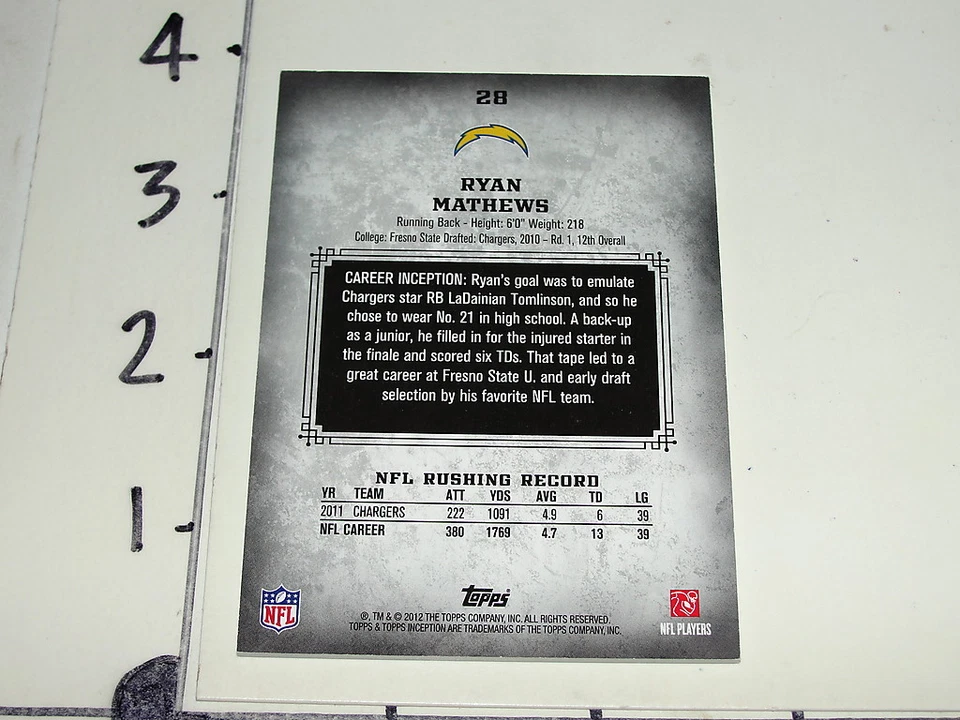 4
3
2
1
28
RYAN
MATHEWS
Running Back - Height: 6'0" Weight: 218
College: Fresno State Drafted: Chargers, 2010 – Rd. 1, 12th Overall
CAREER INCEPTION: Ryan's goal was to emulate
Chargers star RB LaDainian Tomlinson, and so he
chose to wear No. 21 in high school. A back-up
as a junior, he filled in for the injured starter in
the finale and scored six TDs. That tape led to a
great career at Fresno State U. and early draft
selection by his favorite NFL team.
NFL RUSHING RECORD
YR TEAM ATT YDS AVG TD LG
2011 CHARGERS 222 1091 4.9 6 39
NFL CAREER 380 1769 4.7 13 39
NFL
Topps
NFL PLAYERS
®, TM & © 2012 THE TOPPS COMPANY, INC. ALL RIGHTS RESERVED.
TOPPS & TOPPS INCEPTION ARE TRADEMARKS OF THE TOPPS COMPANY, INC.